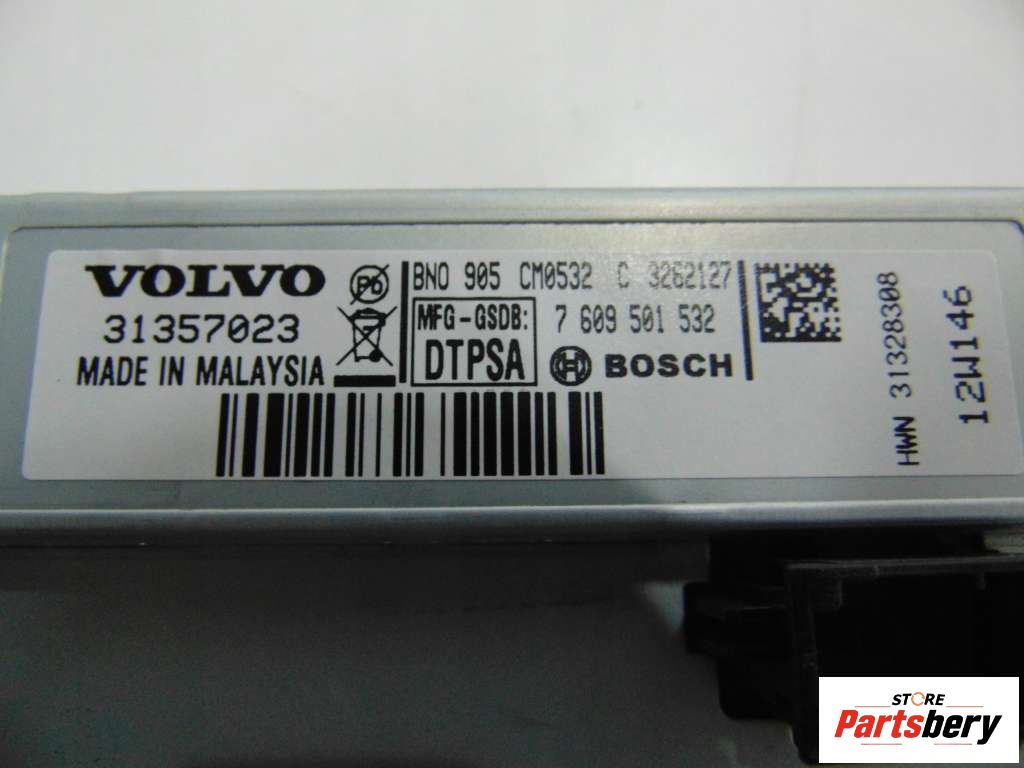 VOLVO
31357023
MADE IN MALAYSIA
Pb
BNO 905 CM0532 C 3262127
MFG-GSDB:
DTPSA
7 609 501 532
BOSCH
HWN 31328308
12W146
STORE
Partsbery